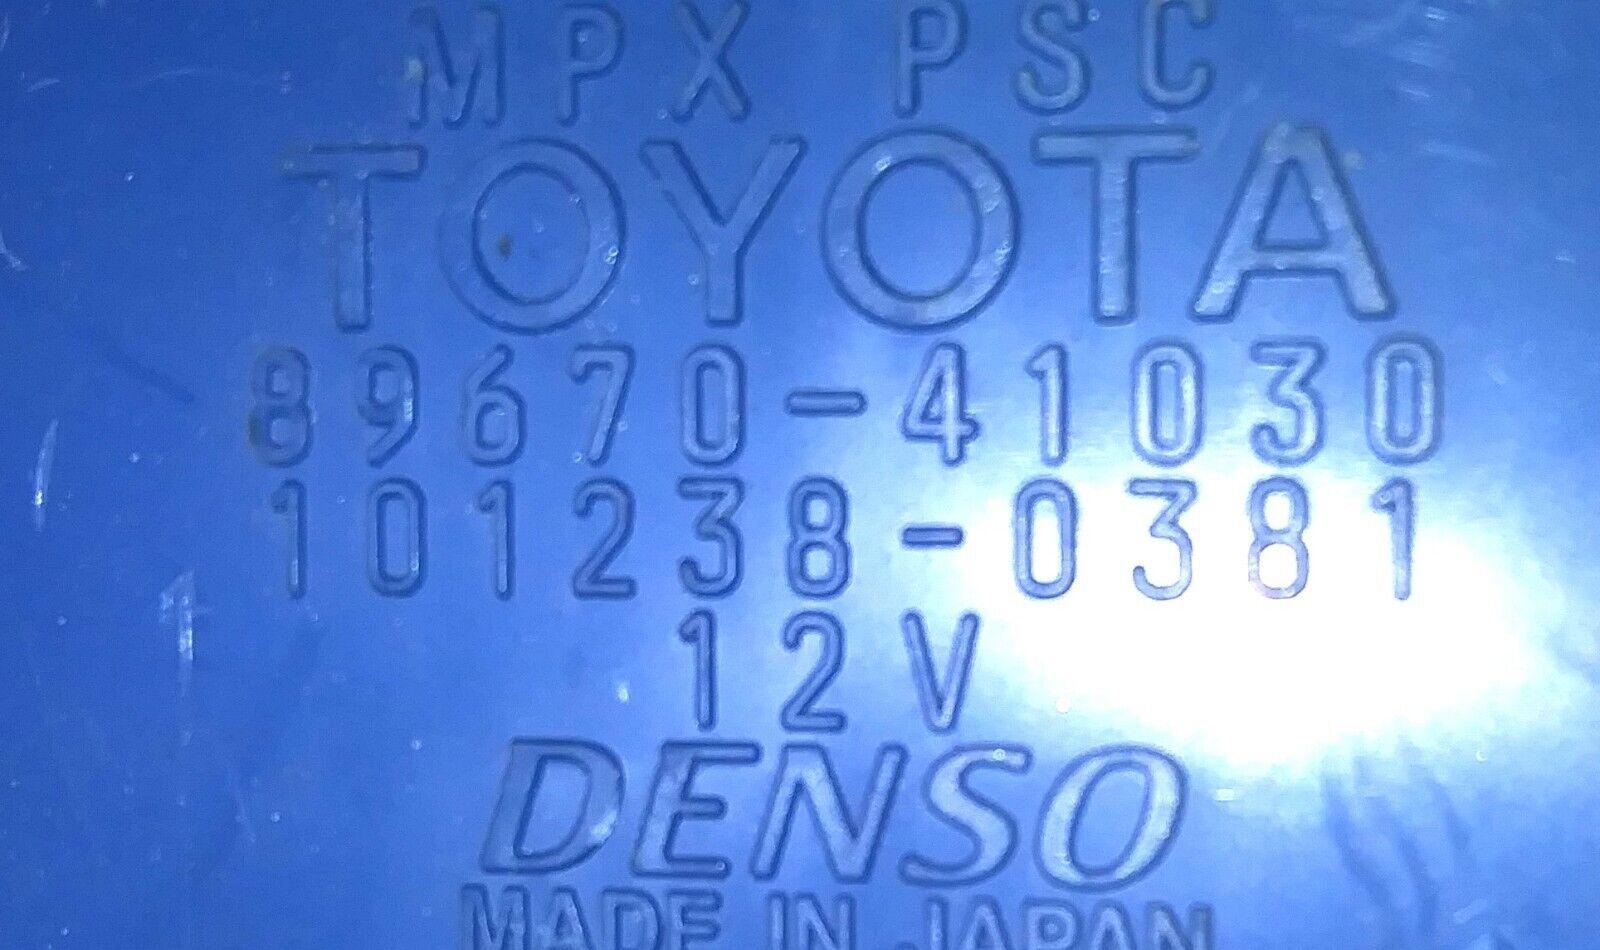 MPX PSC
TOYOTA
89670-41030
101238-0381
12V
DENSO
MADE IN JAPAN